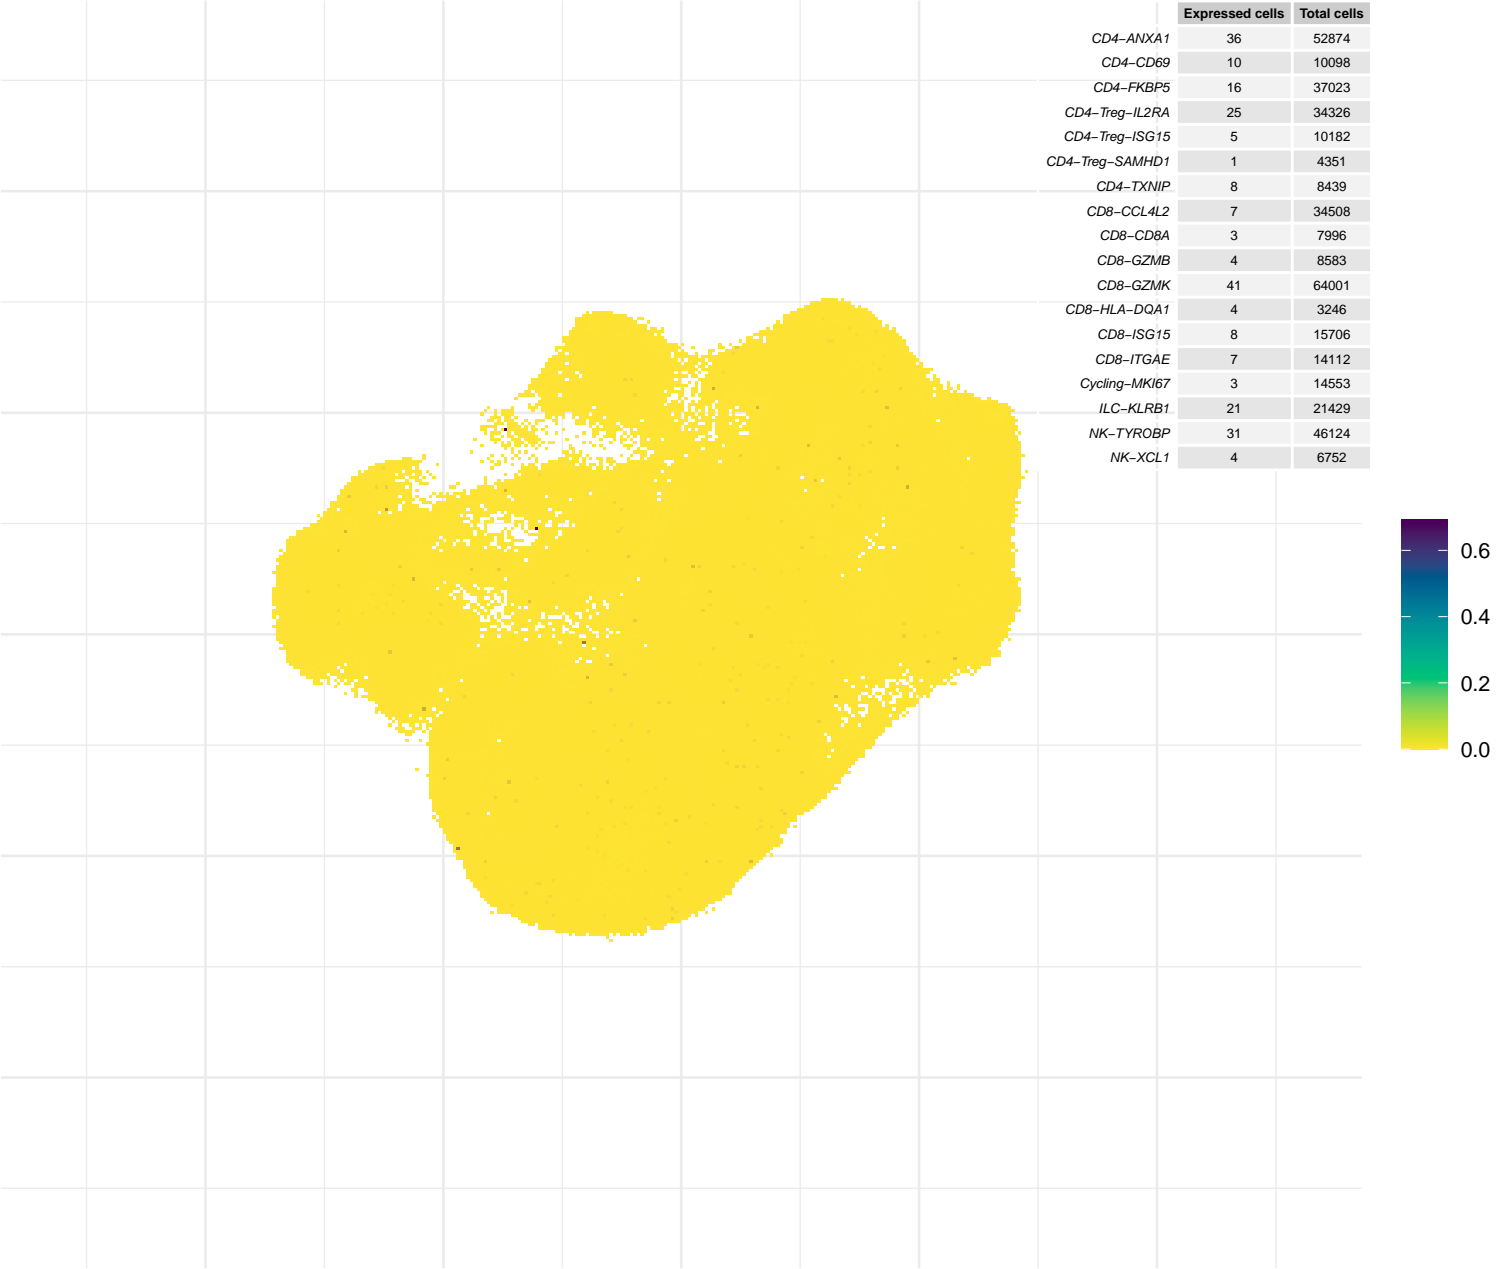 Expressed cells Total cells
CD4−ANXA1 36 52874
CD4−CD69 10 10098
CD4−FKBP5 16 37023
CD4−Treg−IL2RA 25 34326
CD4−Treg−ISG15 5 10182
CD4−Treg−SAMHD1 1 4351
CD4−TXNIP 8 8439
CD8−CCL4L2 7 34508
CD8−CD8A 3 7996
CD8−GZMB 4 8583
CD8−GZMK 41 64001
CD8−HLA−DQA1 4 3246
CD8−ISG15 8 15706
CD8−ITGAE 7 14112
Cycling−MKI67 3 14553
ILC−KLRB1 21 21429
NK−TYROBP 31 46124
NK−XCL1 4 6752
0.6
0.4
0.2
0.0